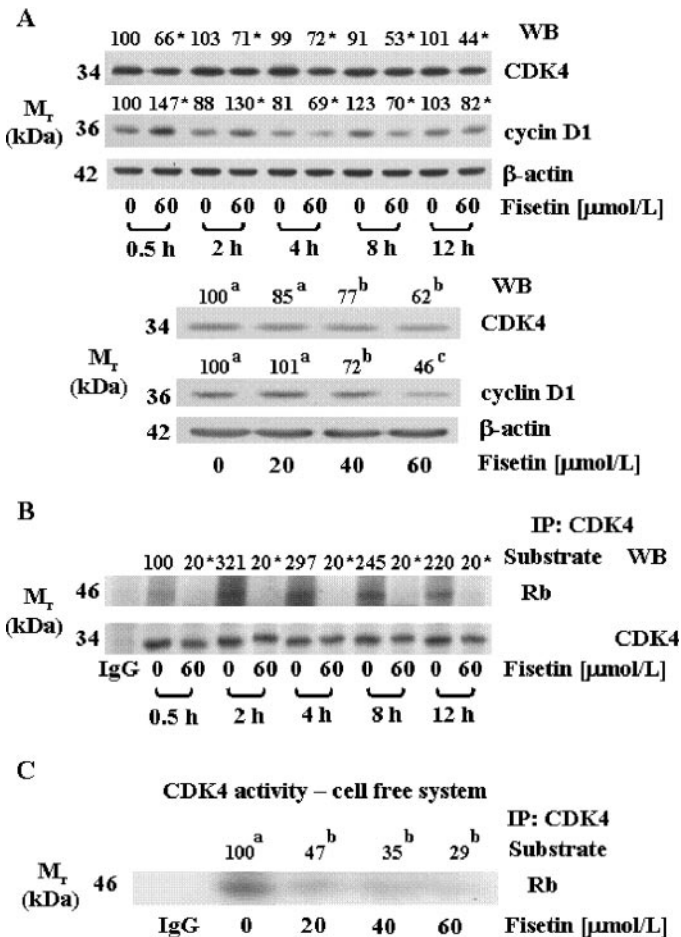 A
100 66* 103 71* 99 72* 91 53* 101 44* WB
34 CDK4
Mr (kDa)
100 147* 88 130* 81 69* 123 70* 103 82*
36 cycin D1
42 β-actin
0 60 0 60 0 60 0 60 0 60 Fisetin [μmol/L]
0.5 h 2 h 4 h 8 h 12 h
100a 85a 77b 62b WB
34 CDK4
Mr (kDa)
100a 101a 72b 46c
36 cyclin D1
42 β-actin
0 20 40 60 Fisetin [μmol/L]
B
IP: CDK4
100 20* 321 20* 297 20* 245 20* 220 20* Substrate WB
Mr (kDa)
46 Rb
34 CDK4
IgG 0 60 0 60 0 60 0 60 0 60 Fisetin [μmol/L]
0.5 h 2 h 4 h 8 h 12 h
C
CDK4 activity – cell free system
IP: CDK4
100a 47b 35b 29b Substrate
Mr (kDa)
46 Rb
IgG 0 20 40 60 Fisetin [μmol/L]